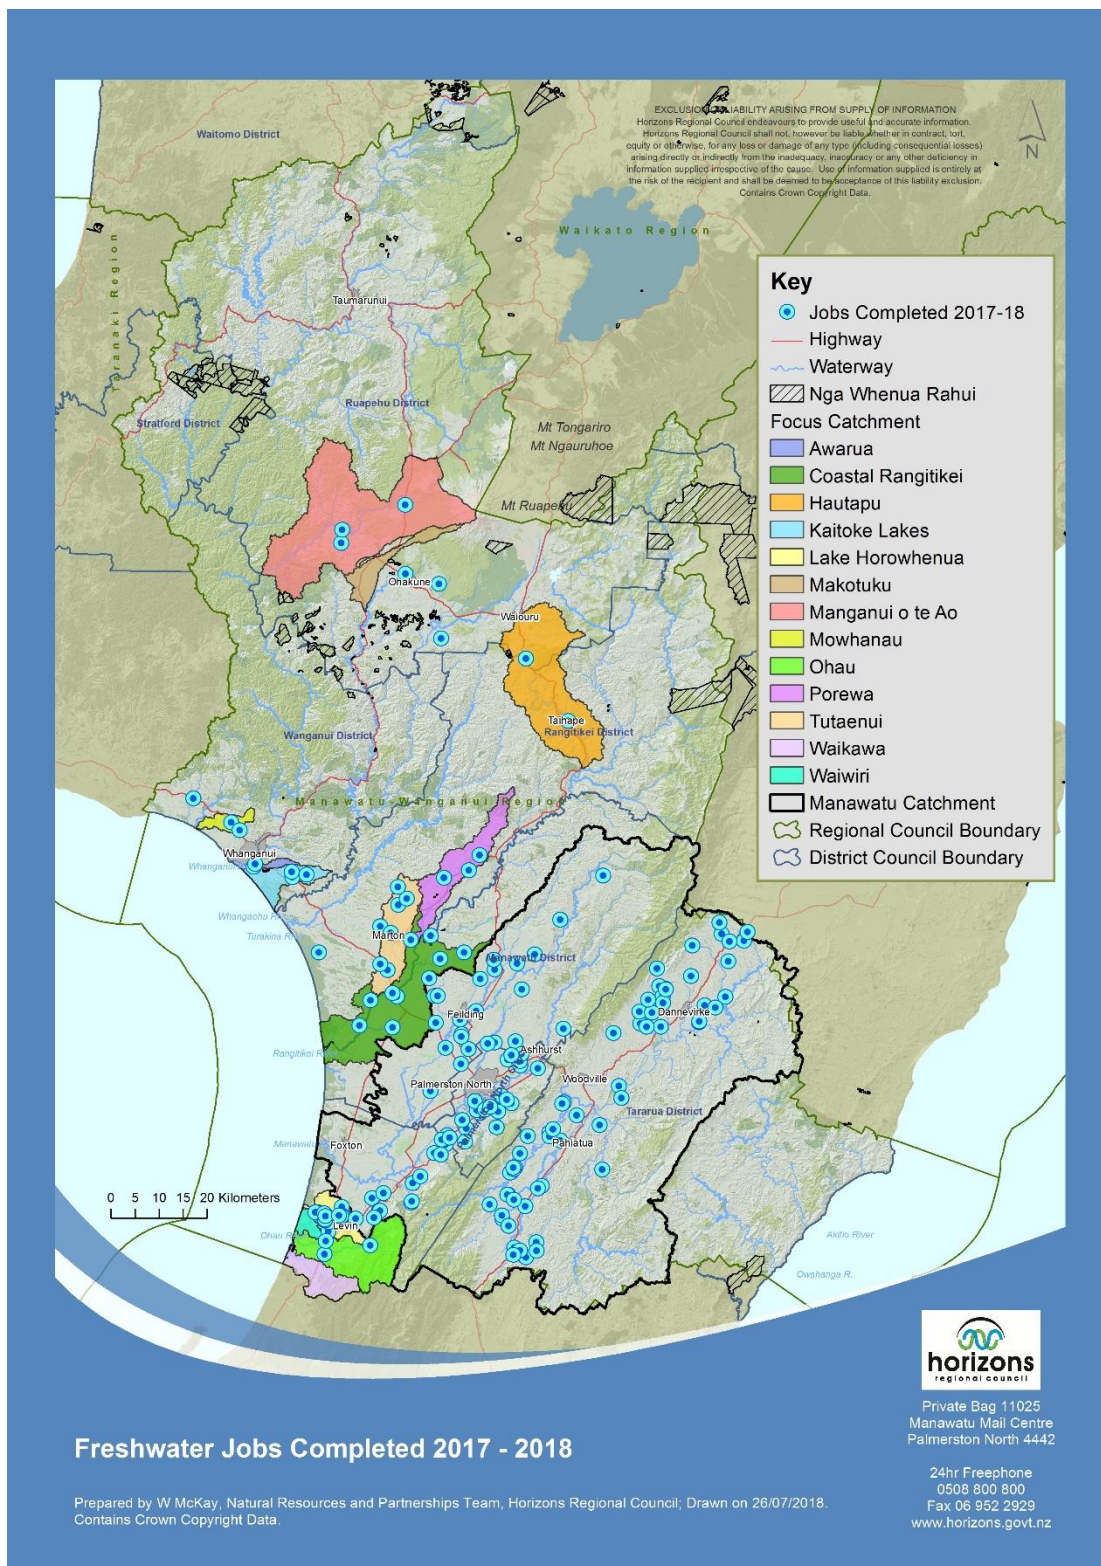 EXCLUSION OF LIABILITY ARISING FROM SUPPLY OF INFORMATION
Horizons Regional Council endeavours to provide useful and accurate information.
Horizons Regional Council shall not, however be liable whether in contract, tort,
equity or otherwise, for any loss or damage of any type (including consequential losses)
arising directly or indirectly from the inadequacy, inaccuracy or any other deficiency in
information supplied irrespective of the cause. Use of information supplied is entirely at
the risk of the recipient and shall be deemed to be acceptance of this liability exclusion.
Contains Crown Copyright Data.
N
Waitomo District
Taranaki Region
Waikato Region
Taumarunui
Ruapehu District
Stratford District
Mt Tongariro
Mt Ngauruhoe
Mt Ruapehu
Ohakune
Waiouru
Taihape
Rangitikei District
Wanganui District
Manawatu-Wanganui Region
Whanganui
Whangaehu
Turakina
Marton
Manawatu District
Feilding
Dannevirke
Rangitikei
Ashhurst
Palmerston North
Woodville
Tararua District
Foxton
Manawatu
Pahiatua
Levin
Ohau
Akitio River
Owahanga R.
0 5 10 15 20 Kilometers
Key
Jobs Completed 2017-18
Highway
Waterway
Nga Whenua Rahui
Focus Catchment
Awarua
Coastal Rangitikei
Hautapu
Kaitoke Lakes
Lake Horowhenua
Makotuku
Manganui o te Ao
Mowhanau
Ohau
Porewa
Tutaenui
Waikawa
Waiwiri
Manawatu Catchment
Regional Council Boundary
District Council Boundary
horizons
regional council
Private Bag 11025
Manawatu Mail Centre
Palmerston North 4442
24hr Freephone
0508 800 800
Fax 06 952 2929
www.horizons.govt.nz
Freshwater Jobs Completed 2017 - 2018
Prepared by W McKay, Natural Resources and Partnerships Team, Horizons Regional Council; Drawn on 26/07/2018.
Contains Crown Copyright Data.